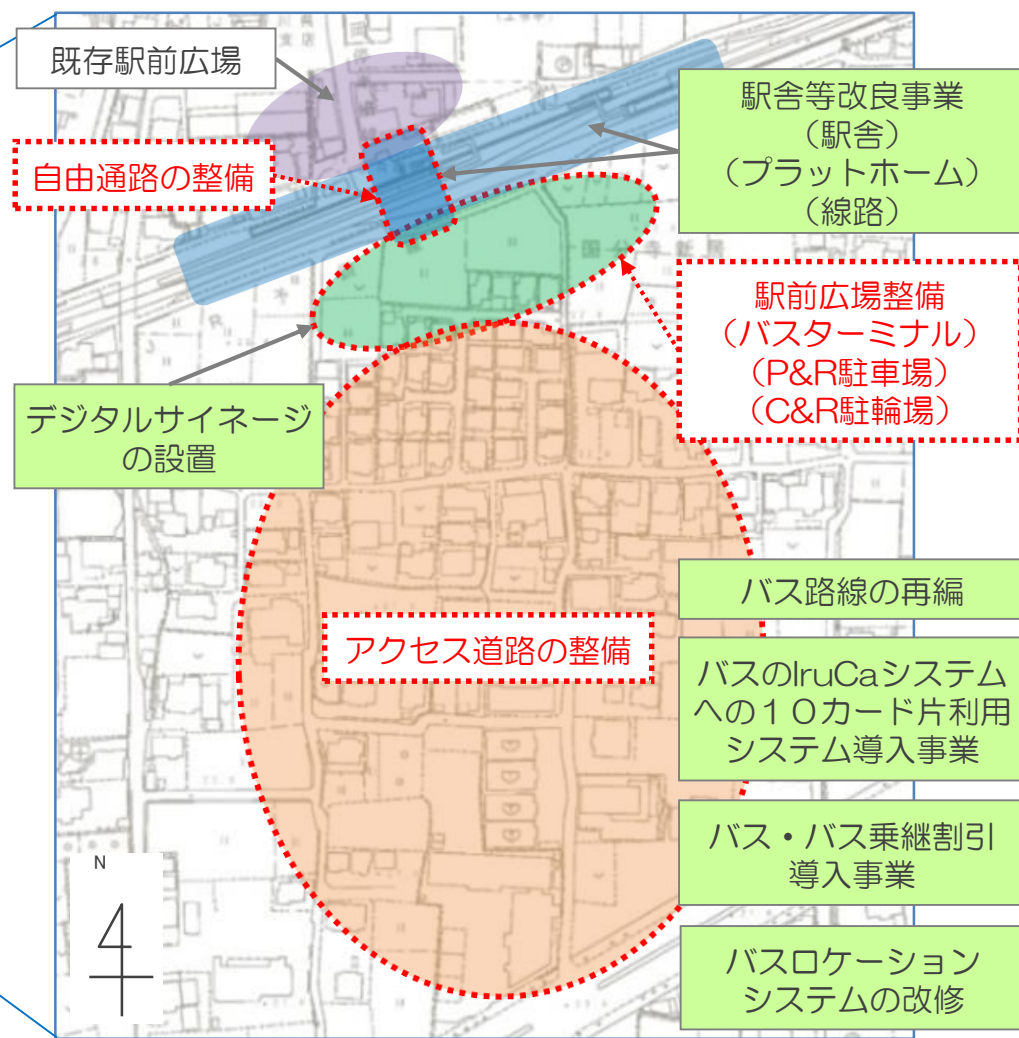 既存駅前広場
駅舎等改良事業
（駅舎）
（プラットホーム）
（線路）
自由通路の整備
国分寺新居
駅前広場整備
（バスターミナル）
（P&R駐車場）
（C&R駐輪場）
デジタルサイネージ
の設置
バス路線の再編
アクセス道路の整備
バスのIruCaシステム
への１０カード片利用
システム導入事業
バス・バス乗継割引
導入事業
N
バスロケーション
システムの改修